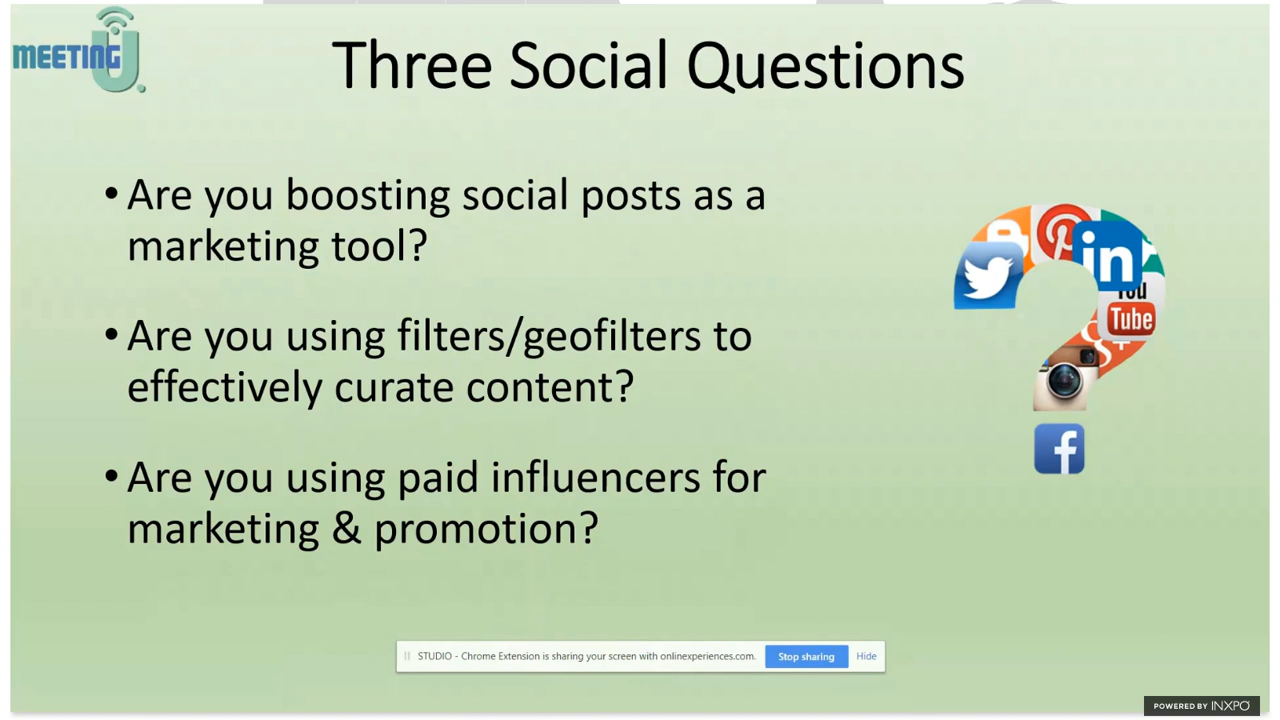 MEETING U
Three Social Questions
• Are you boosting social posts as a
marketing tool?
• Are you using filters/geofilters to
effectively curate content?
• Are you using paid influencers for
marketing & promotion?
in
You
Tube
g+
f
STUDIO - Chrome Extension is sharing your screen with onlinexperiences.com. Stop sharing Hide
POWERED BY INXPO